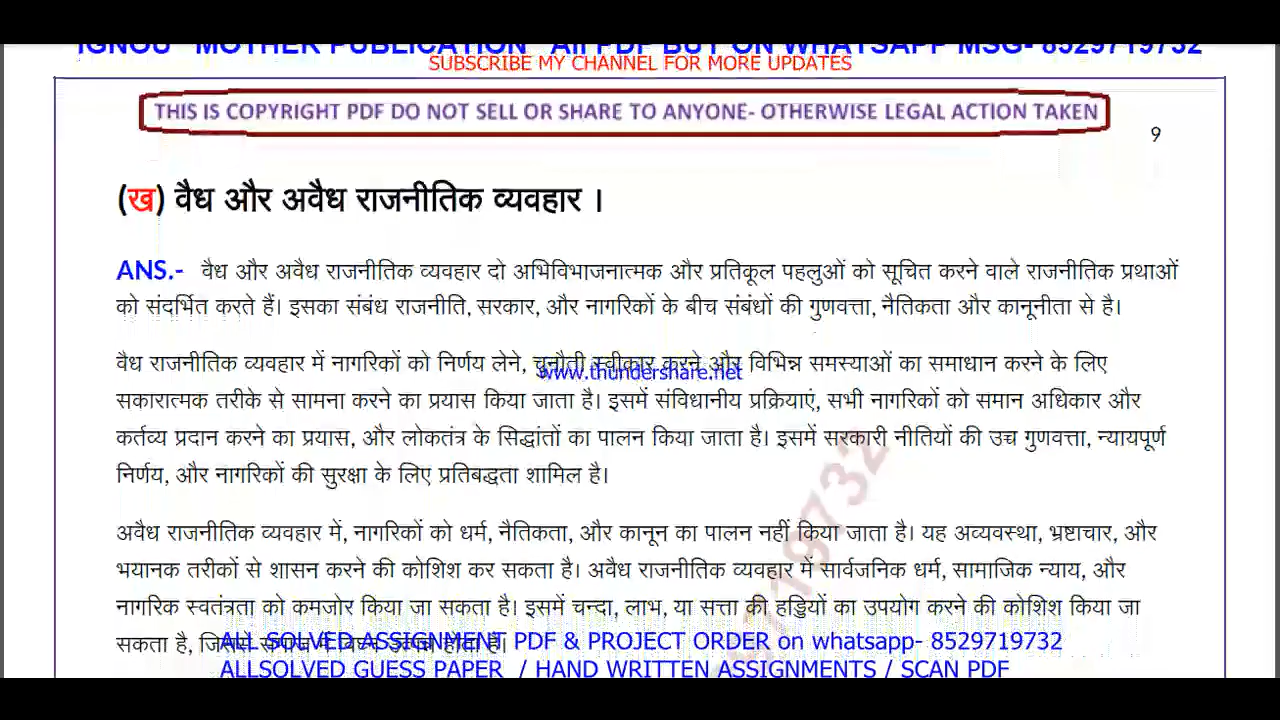 IGNOU MOTHER PUBLICATION All PDF BUY ON WHATSAPP MSG- 8529719732
SUBSCRIBE MY CHANNEL FOR MORE UPDATES
THIS IS COPYRIGHT PDF DO NOT SELL OR SHARE TO ANYONE- OTHERWISE LEGAL ACTION TAKEN
9
(ख) वैध और अवैध राजनीतिक व्यवहार ।
ANS.- वैध और अवैध राजनीतिक व्यवहार दो अभिविभाजनात्मक और प्रतिकूल पहलुओं को सूचित करने वाले राजनीतिक प्रथाओं
को संदर्भित करते हैं। इसका संबंध राजनीति, सरकार, और नागरिकों के बीच संबंधों की गुणवत्ता, नैतिकता और कानूनीता से है।
वैध राजनीतिक व्यवहार में नागरिकों को निर्णय लेने, चुनौती स्वीकार करने और विभिन्न समस्याओं का समाधान करने के लिए
www.thundershare.net
सकारात्मक तरीके से सामना करने का प्रयास किया जाता है। इसमें संविधानीय प्रक्रियाएं, सभी नागरिकों को समान अधिकार और
कर्तव्य प्रदान करने का प्रयास, और लोकतंत्र के सिद्धांतों का पालन किया जाता है। इसमें सरकारी नीतियों की उच्च गुणवत्ता, न्यायपूर्ण
निर्णय, और नागरिकों की सुरक्षा के लिए प्रतिबद्धता शामिल है।
अवैध राजनीतिक व्यवहार में, नागरिकों को धर्म, नैतिकता, और कानून का पालन नहीं किया जाता है। यह अव्यवस्था, भ्रष्टाचार, और
भयानक तरीकों से शासन करने की कोशिश कर सकता है। अवैध राजनीतिक व्यवहार में सार्वजनिक धर्म, सामाजिक न्याय, और
नागरिक स्वतंत्रता को कमजोर किया जा सकता है। इसमें चन्दा, लाभ, या सत्ता की हड्डियों का उपयोग करने की कोशिश किया जा
सकता है, है।
ALL SOLVED ASSIGNMENT PDF & PROJECT ORDER on whatsapp- 8529719732
ALLSOLVED GUESS PAPER / HAND WRITTEN ASSIGNMENTS / SCAN PDF